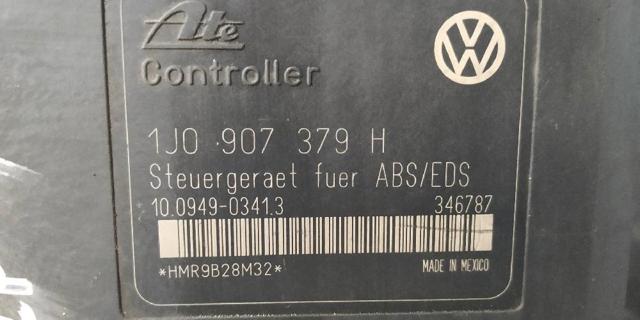 Ate
Controller
1J0 907 379 H
Steuergeraet fuer ABS/EDS
10.0949-0341.3 346787
*HMR9B28M32* MADE IN MEXICO